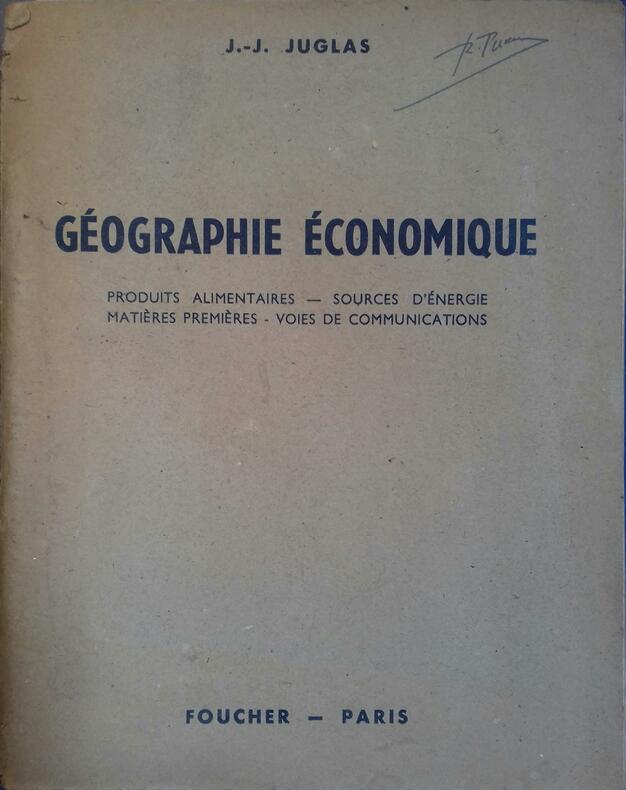 J.-J. JUGLAS
GÉOGRAPHIE ÉCONOMIQUE
PRODUITS ALIMENTAIRES — SOURCES D'ÉNERGIE
MATIÈRES PREMIÈRES - VOIES DE COMMUNICATIONS
FOUCHER — PARIS